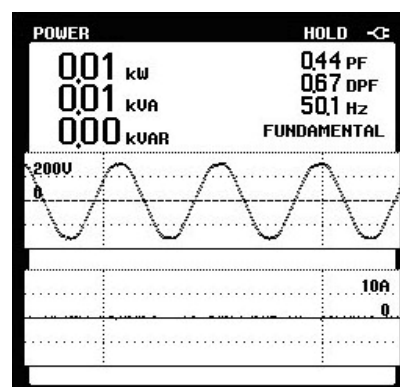 POWER HOLD
0.01 kW 0.44 PF
0.01 kVA 0.67 DPF
0.00 kVAR 50.1 Hz
FUNDAMENTAL
200V
0
10A
0